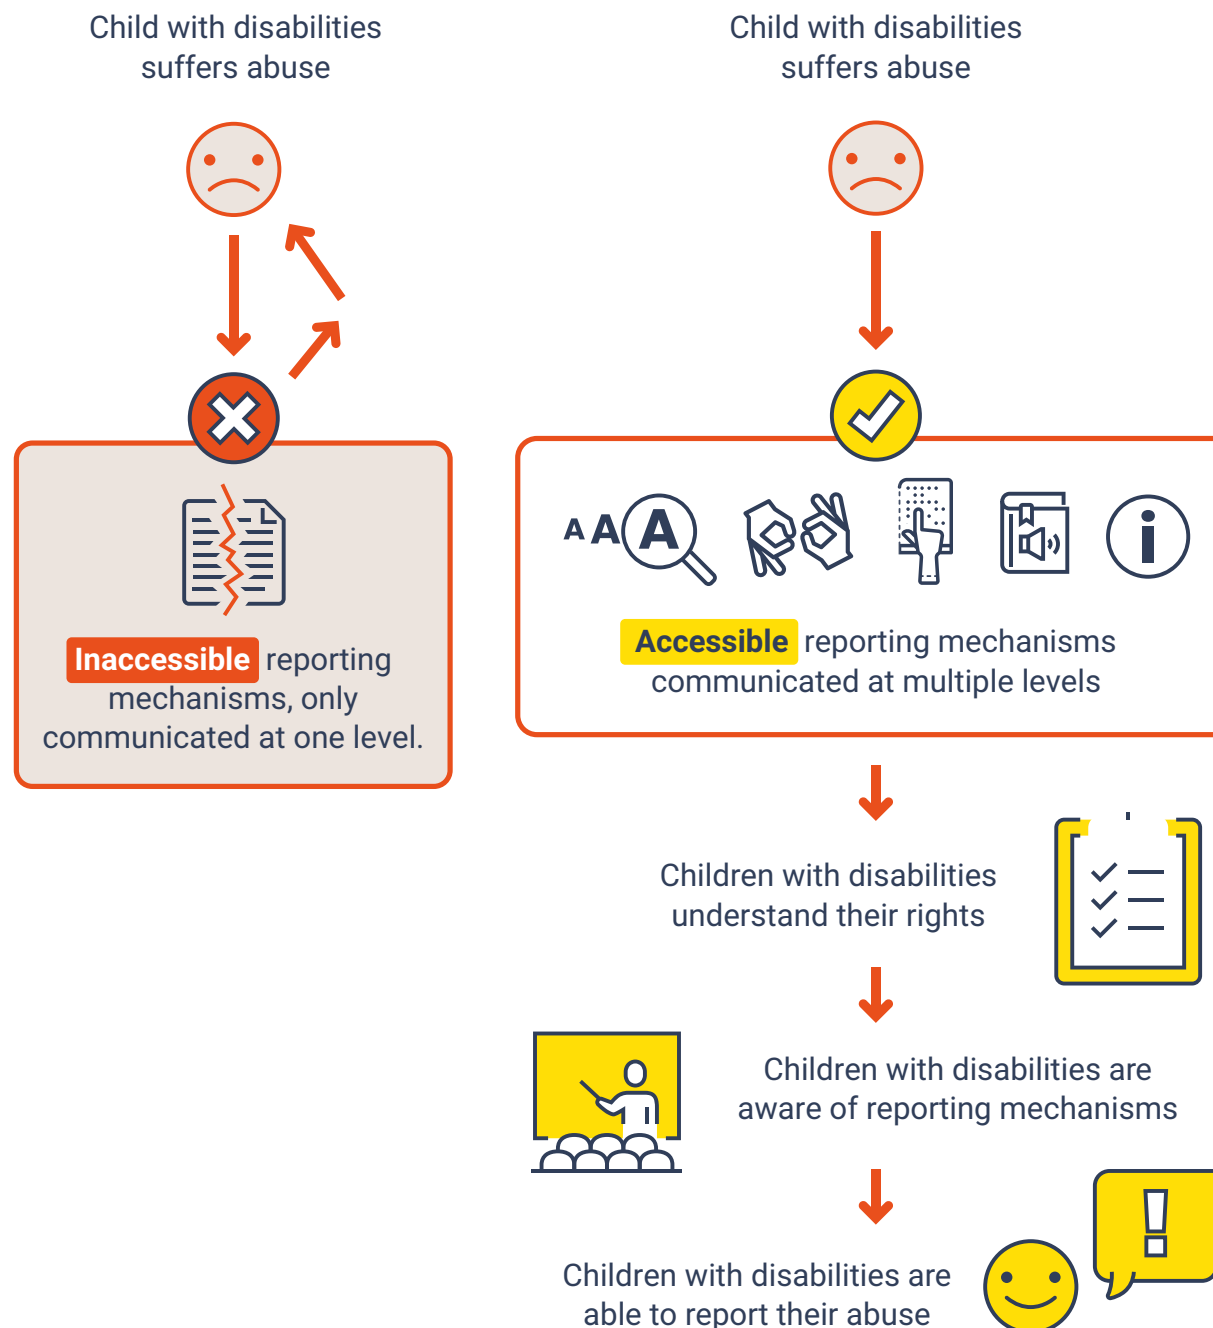 Child with disabilities
suffers abuse
Inaccessible reporting
mechanisms, only
communicated at one level.
Child with disabilities
suffers abuse
A A A
Accessible reporting mechanisms
communicated at multiple levels
Children with disabilities
understand their rights
Children with disabilities are
aware of reporting mechanisms
Children with disabilities are
able to report their abuse